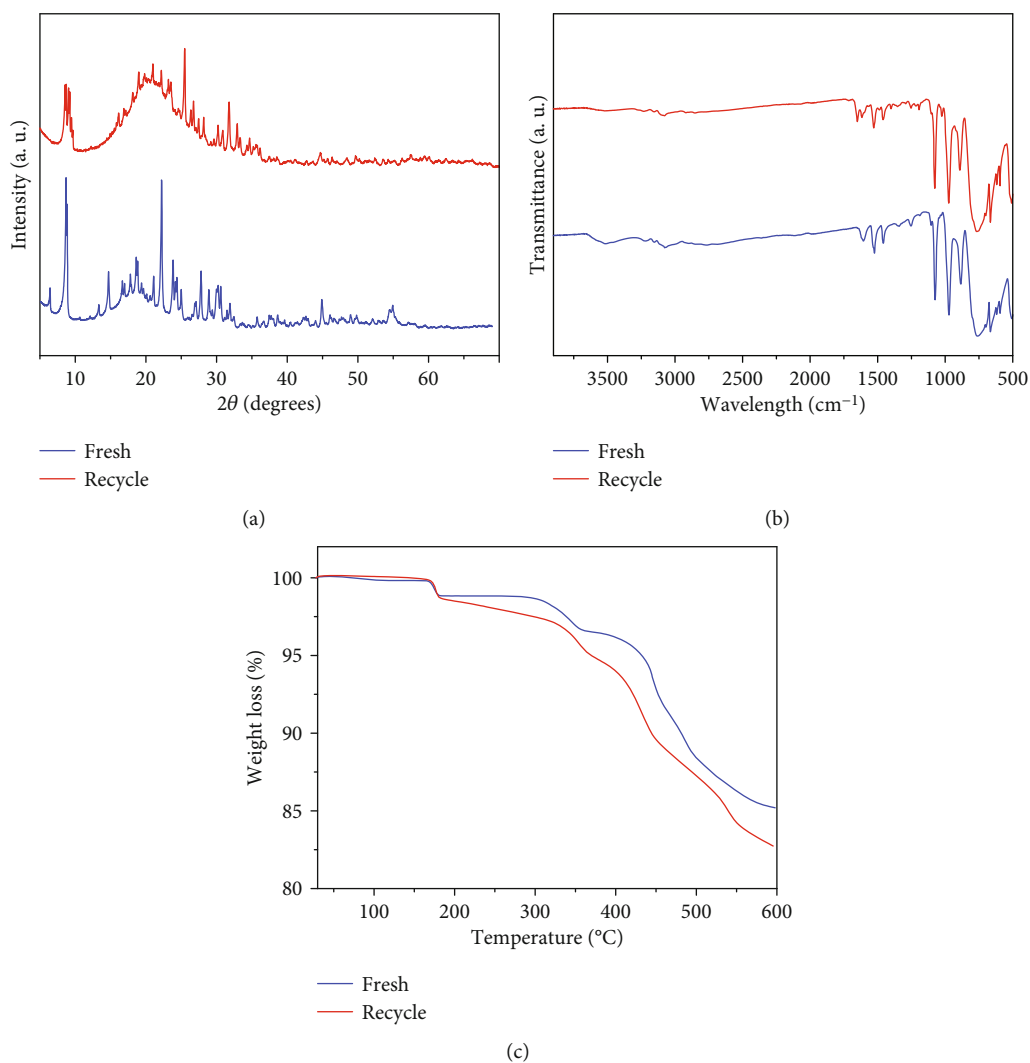 Intensity (a. u.)
10 20 30 40 50 60
2θ (degrees)
Fresh
Recycle
(a)
Transmittance (a. u.)
3500 3000 2500 2000 1500 1000 500
Wavelength (cm⁻¹)
Fresh
Recycle
(b)
Weight loss (%)
100
95
90
85
80
100 200 300 400 500 600
Temperature (°C)
Fresh
Recycle
(c)